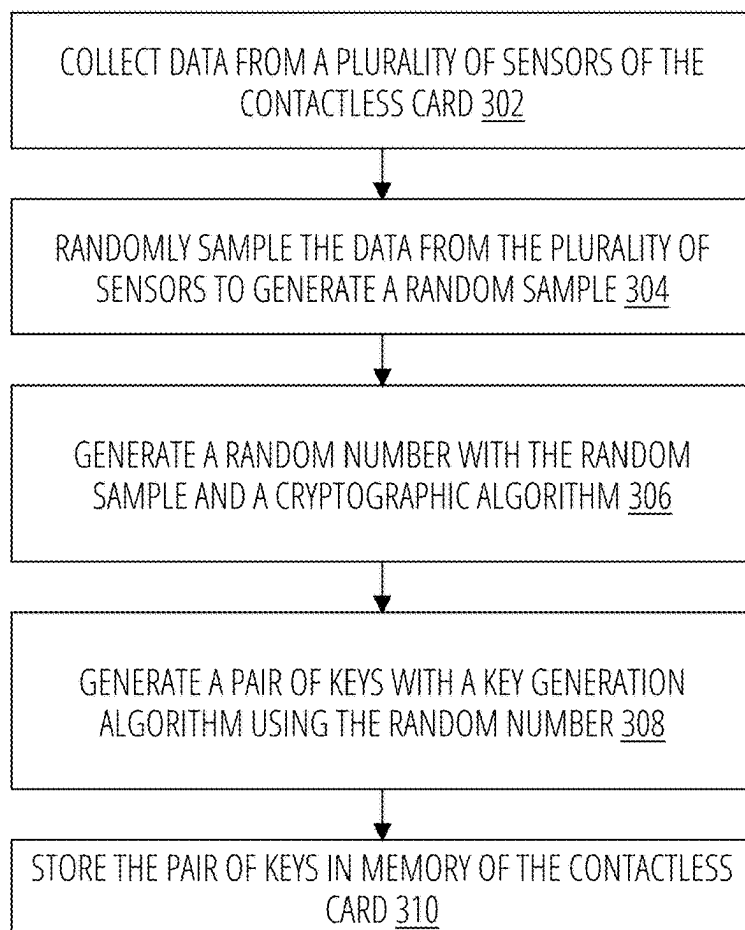 COLLECT DATA FROM A PLURALITY OF SENSORS OF THE
CONTACTLESS CARD 302
RANDOMLY SAMPLE THE DATA FROM THE PLURALITY OF
SENSORS TO GENERATE A RANDOM SAMPLE 304
GENERATE A RANDOM NUMBER WITH THE RANDOM
SAMPLE AND A CRYPTOGRAPHIC ALGORITHM 306
GENERATE A PAIR OF KEYS WITH A KEY GENERATION
ALGORITHM USING THE RANDOM NUMBER 308
STORE THE PAIR OF KEYS IN MEMORY OF THE CONTACTLESS
CARD 310